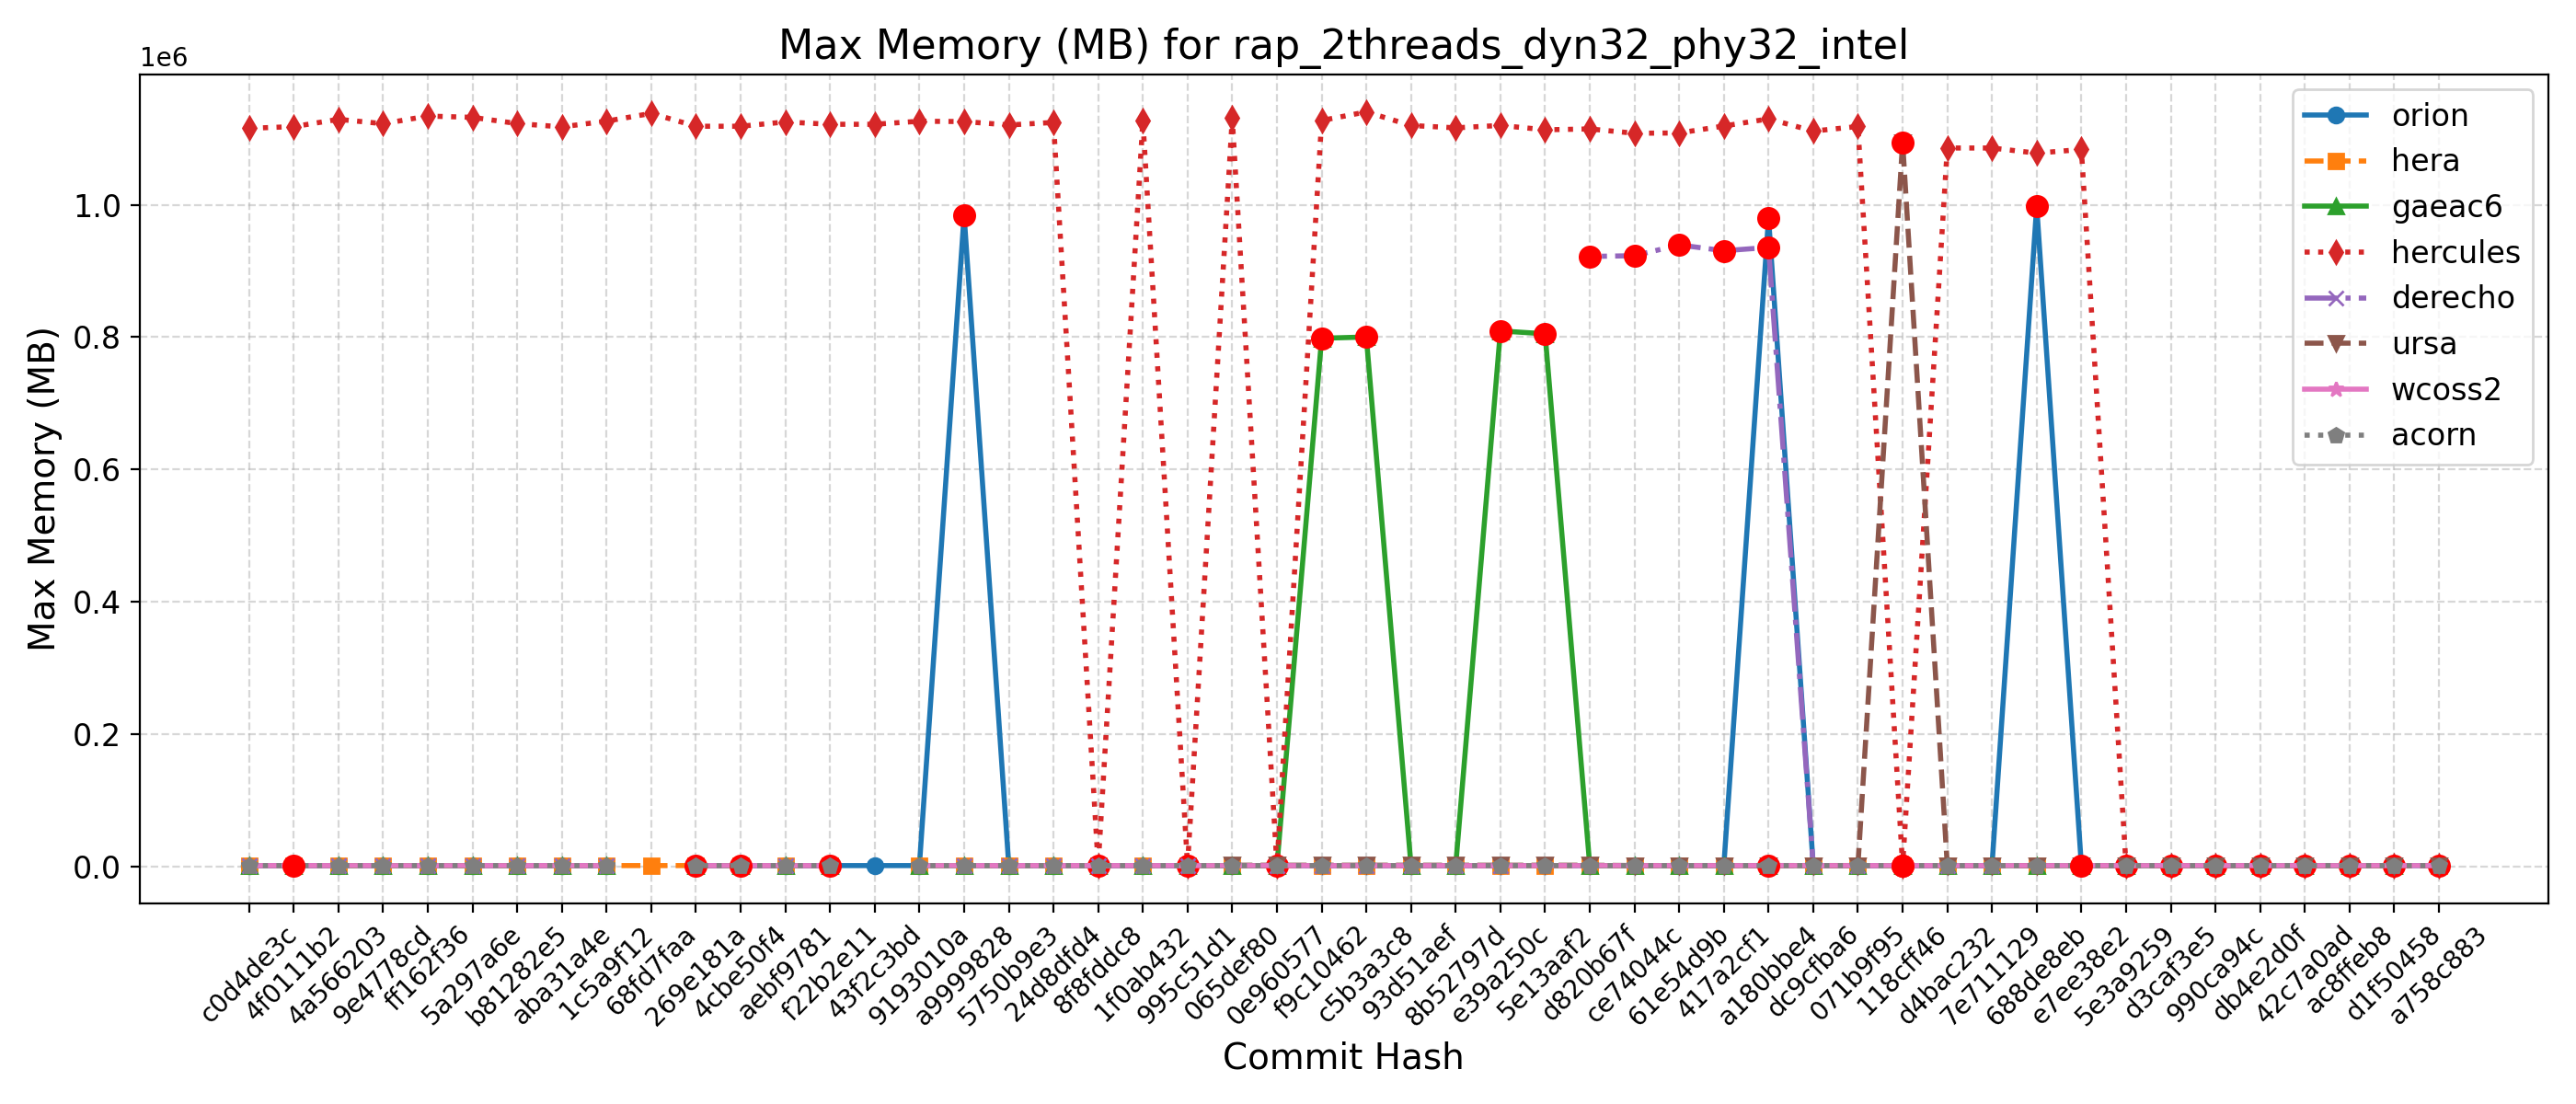 Max Memory (MB) for rap_2threads_dyn32_phy32_intel
1e6
1.0
0.8
0.6
0.4
0.2
0.0
Max Memory (MB)
orion
hera
gaeac6
hercules
derecho
ursa
wcoss2
acorn
c0d4de3c
4f0111b2
4a566203
9e4778cd
ff162f36
5a297a6e
b81282e5
aba31a4e
1c5a9f12
68fd7faa
269e181a
4cbe50f4
aebf9781
f22b2e11
43f2c3bd
9193010a
a9999828
5750b9e3
24d8dfd4
8f8fddc8
1f0ab432
995c51d1
065def80
0e960577
f9c10462
c5b3a3c8
93d51aef
8b52797d
e39a250c
5e13aaf2
d820b67f
ce74044c
61e54d9b
417a2cf1
a180bbe4
dc9cfba6
071b9f95
118cff46
d4bac232
7e711129
688de8eb
e7ee38e2
5e3a9259
d3caf3e5
990ca94c
db4e2d0f
42c7a0ad
ac8ffeb8
d1f50458
a758c883
Commit Hash